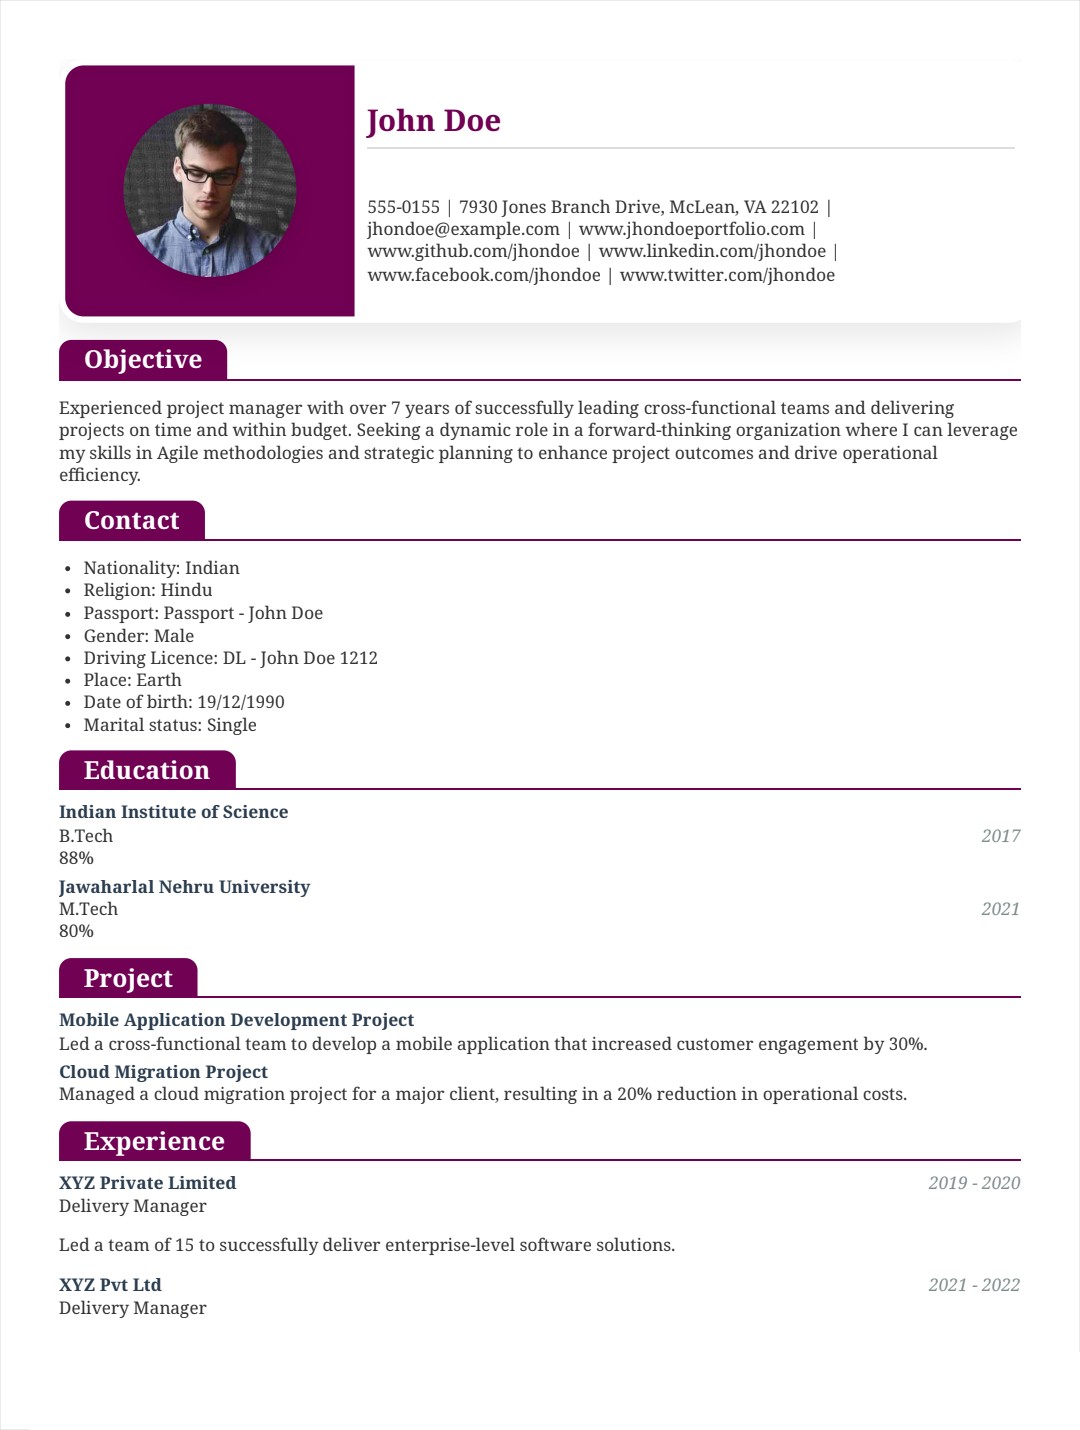 John Doe
555-0155 | 7930 Jones Branch Drive, McLean, VA 22102 |
jhondoe@example.com | www.jhondoeportfolio.com |
www.github.com/jhondoe | www.linkedin.com/jhondoe |
www.facebook.com/jhondoe | www.twitter.com/jhondoe
Objective
Experienced project manager with over 7 years of successfully leading cross-functional teams and delivering
projects on time and within budget. Seeking a dynamic role in a forward-thinking organization where I can leverage
my skills in Agile methodologies and strategic planning to enhance project outcomes and drive operational
efficiency.
Contact
• Nationality: Indian
• Religion: Hindu
• Passport: Passport - John Doe
• Gender: Male
• Driving Licence: DL - John Doe 1212
• Place: Earth
• Date of birth: 19/12/1990
• Marital status: Single
Education
Indian Institute of Science
B.Tech 2017
88%
Jawaharlal Nehru University
M.Tech 2021
80%
Project
Mobile Application Development Project
Led a cross-functional team to develop a mobile application that increased customer engagement by 30%.
Cloud Migration Project
Managed a cloud migration project for a major client, resulting in a 20% reduction in operational costs.
Experience
XYZ Private Limited 2019 - 2020
Delivery Manager
Led a team of 15 to successfully deliver enterprise-level software solutions.
XYZ Pvt Ltd 2021 - 2022
Delivery Manager